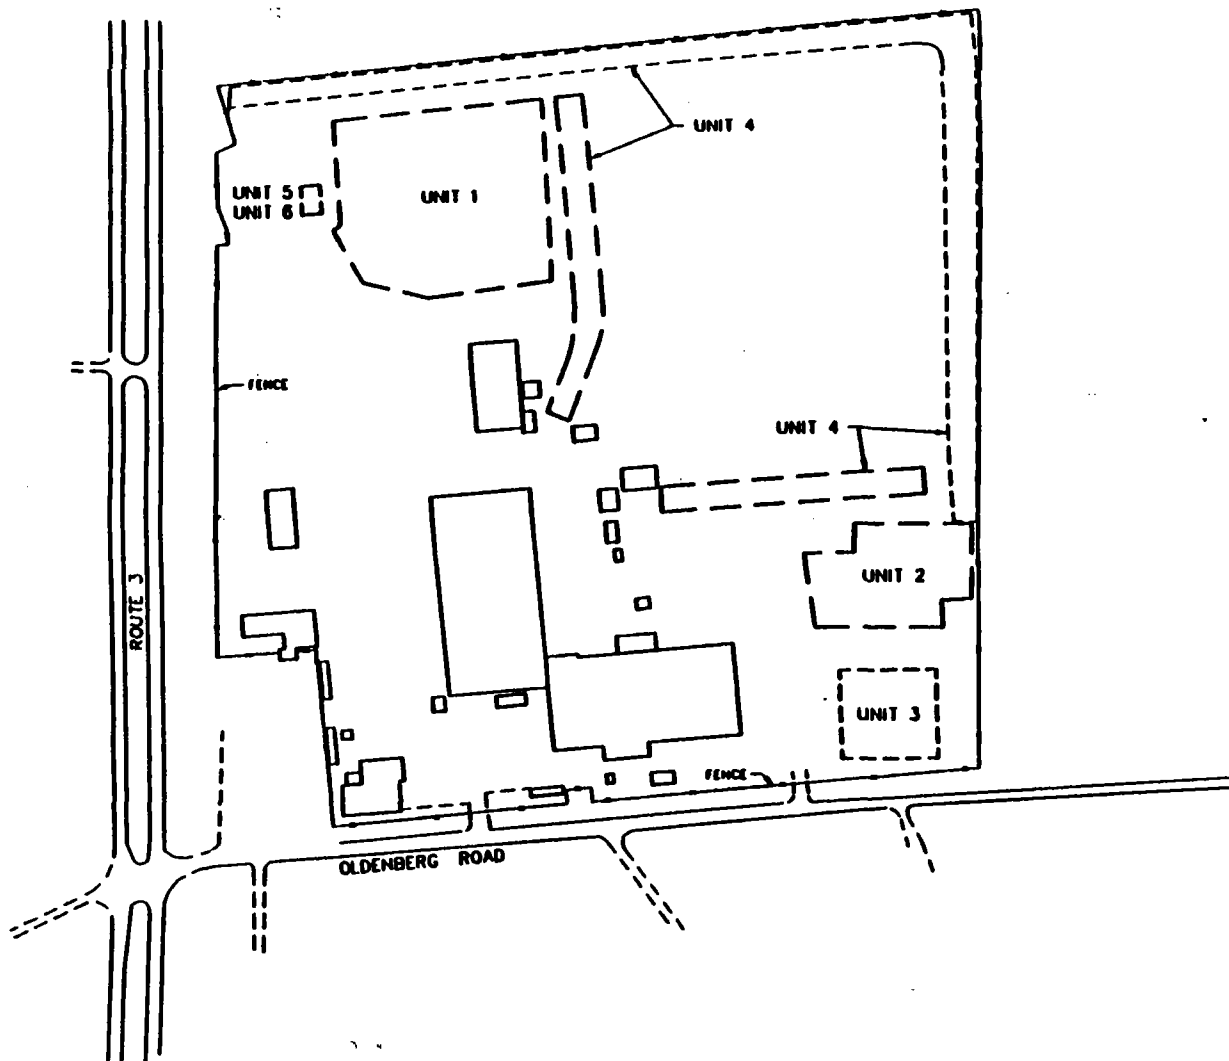 UNIT 4
UNIT 5
UNIT 6
UNIT 1
FENCE
UNIT 4
ROUTE 3
UNIT 2
UNIT 3
FENCE
OLDENBERG ROAD